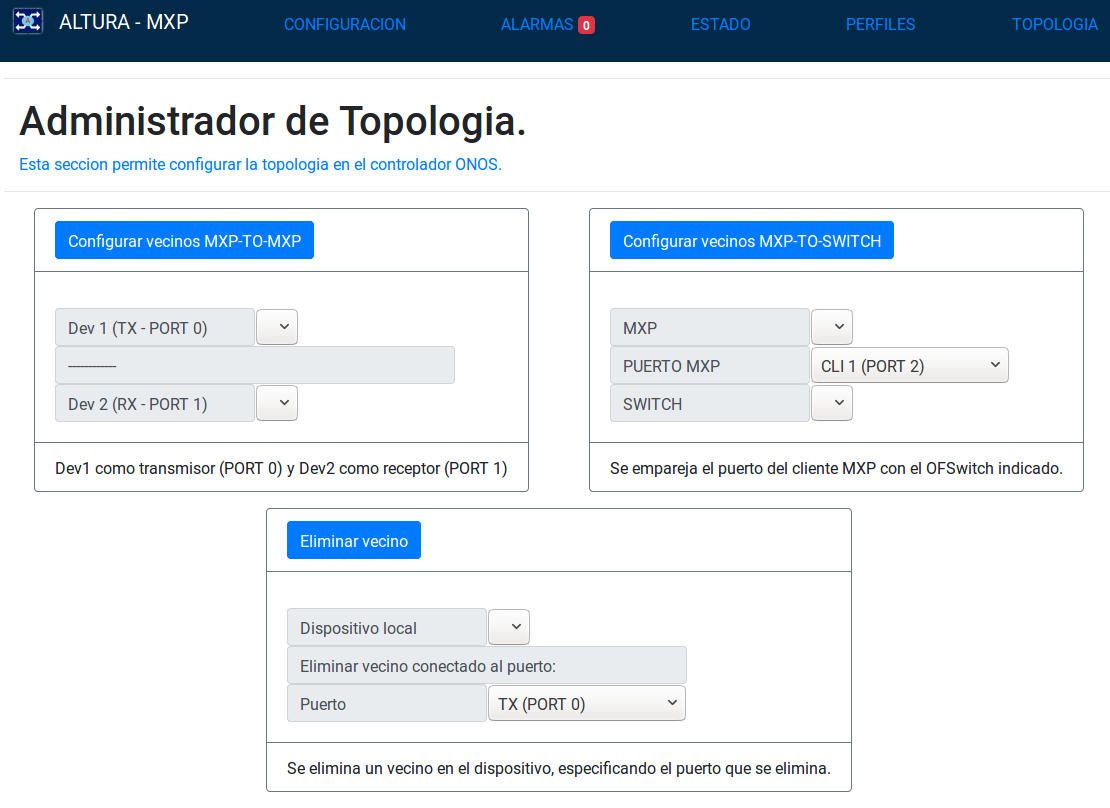 ALTURA - MXP CONFIGURACION ALARMAS 0 ESTADO PERFILES TOPOLOGIA
Administrador de Topologia.
Esta seccion permite configurar la topologia en el controlador ONOS.
Configurar vecinos MXP-TO-MXP
Dev 1 (TX - PORT 0)
------------
Dev 2 (RX - PORT 1)
Dev1 como transmisor (PORT 0) y Dev2 como receptor (PORT 1)
Configurar vecinos MXP-TO-SWITCH
MXP
PUERTO MXP CLI 1 (PORT 2)
SWITCH
Se empareja el puerto del cliente MXP con el OFSwitch indicado.
Eliminar vecino
Dispositivo local
Eliminar vecino conectado al puerto:
Puerto TX (PORT 0)
Se elimina un vecino en el dispositivo, especificando el puerto que se elimina.